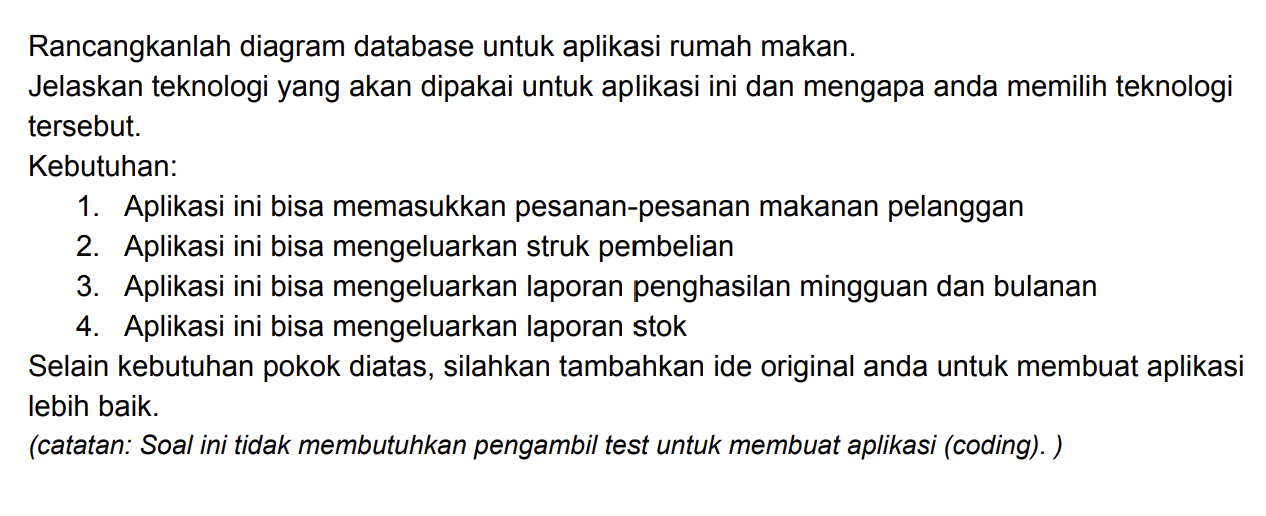 Rancangkanlah diagram database untuk aplikasi rumah makan.
Jelaskan teknologi yang akan dipakai untuk aplikasi ini dan mengapa anda memilih teknologi
tersebut.
Kebutuhan:
1. Aplikasi ini bisa memasukkan pesanan-pesanan makanan pelanggan
2. Aplikasi ini bisa mengeluarkan struk pembelian
3. Aplikasi ini bisa mengeluarkan laporan penghasilan mingguan dan bulanan
4. Aplikasi ini bisa mengeluarkan laporan stok
Selain kebutuhan pokok diatas, silahkan tambahkan ide original anda untuk membuat aplikasi
lebih baik.
(catatan: Soal ini tidak membutuhkan pengambil test untuk membuat aplikasi (coding). )